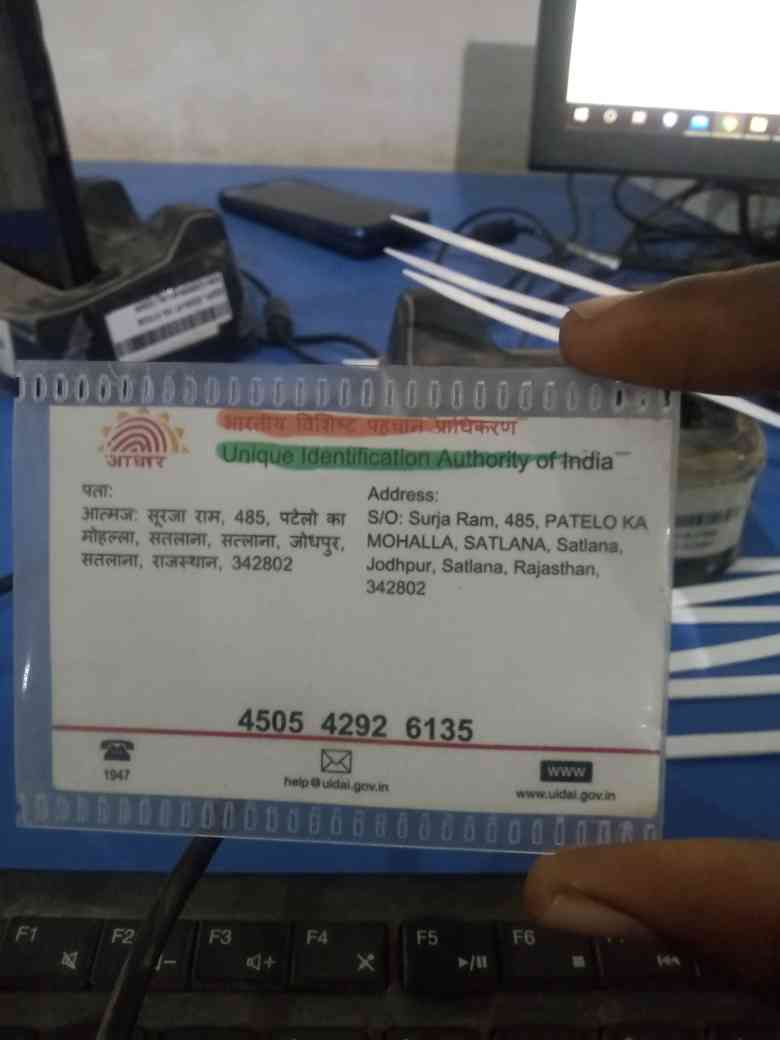 भारतीय विशिष्ट पहचान प्राधिकरण
Unique Identification Authority of India
आधार
पता:
आत्मज: सूरजा राम, 485, पटेलो का
मोहल्ला, सतलाना, सत्लाना, जोधपुर,
सतलाना, राजस्थान, 342802
Address:
S/O: Surja Ram, 485, PATELO KA
MOHALLA, SATLANA, Satlana,
Jodhpur, Satlana, Rajasthan,
342802
4505 4292 6135
1947
help@uidai.gov.in
www
www.uidai.gov.in
F1
F2
F3
F4
F5
F6